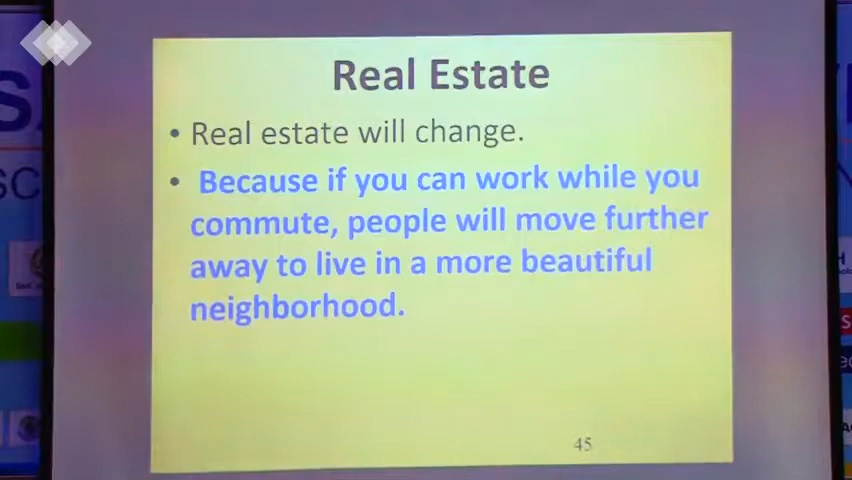 Real Estate
• Real estate will change.
• Because if you can work while you
commute, people will move further
away to live in a more beautiful
neighborhood.
45